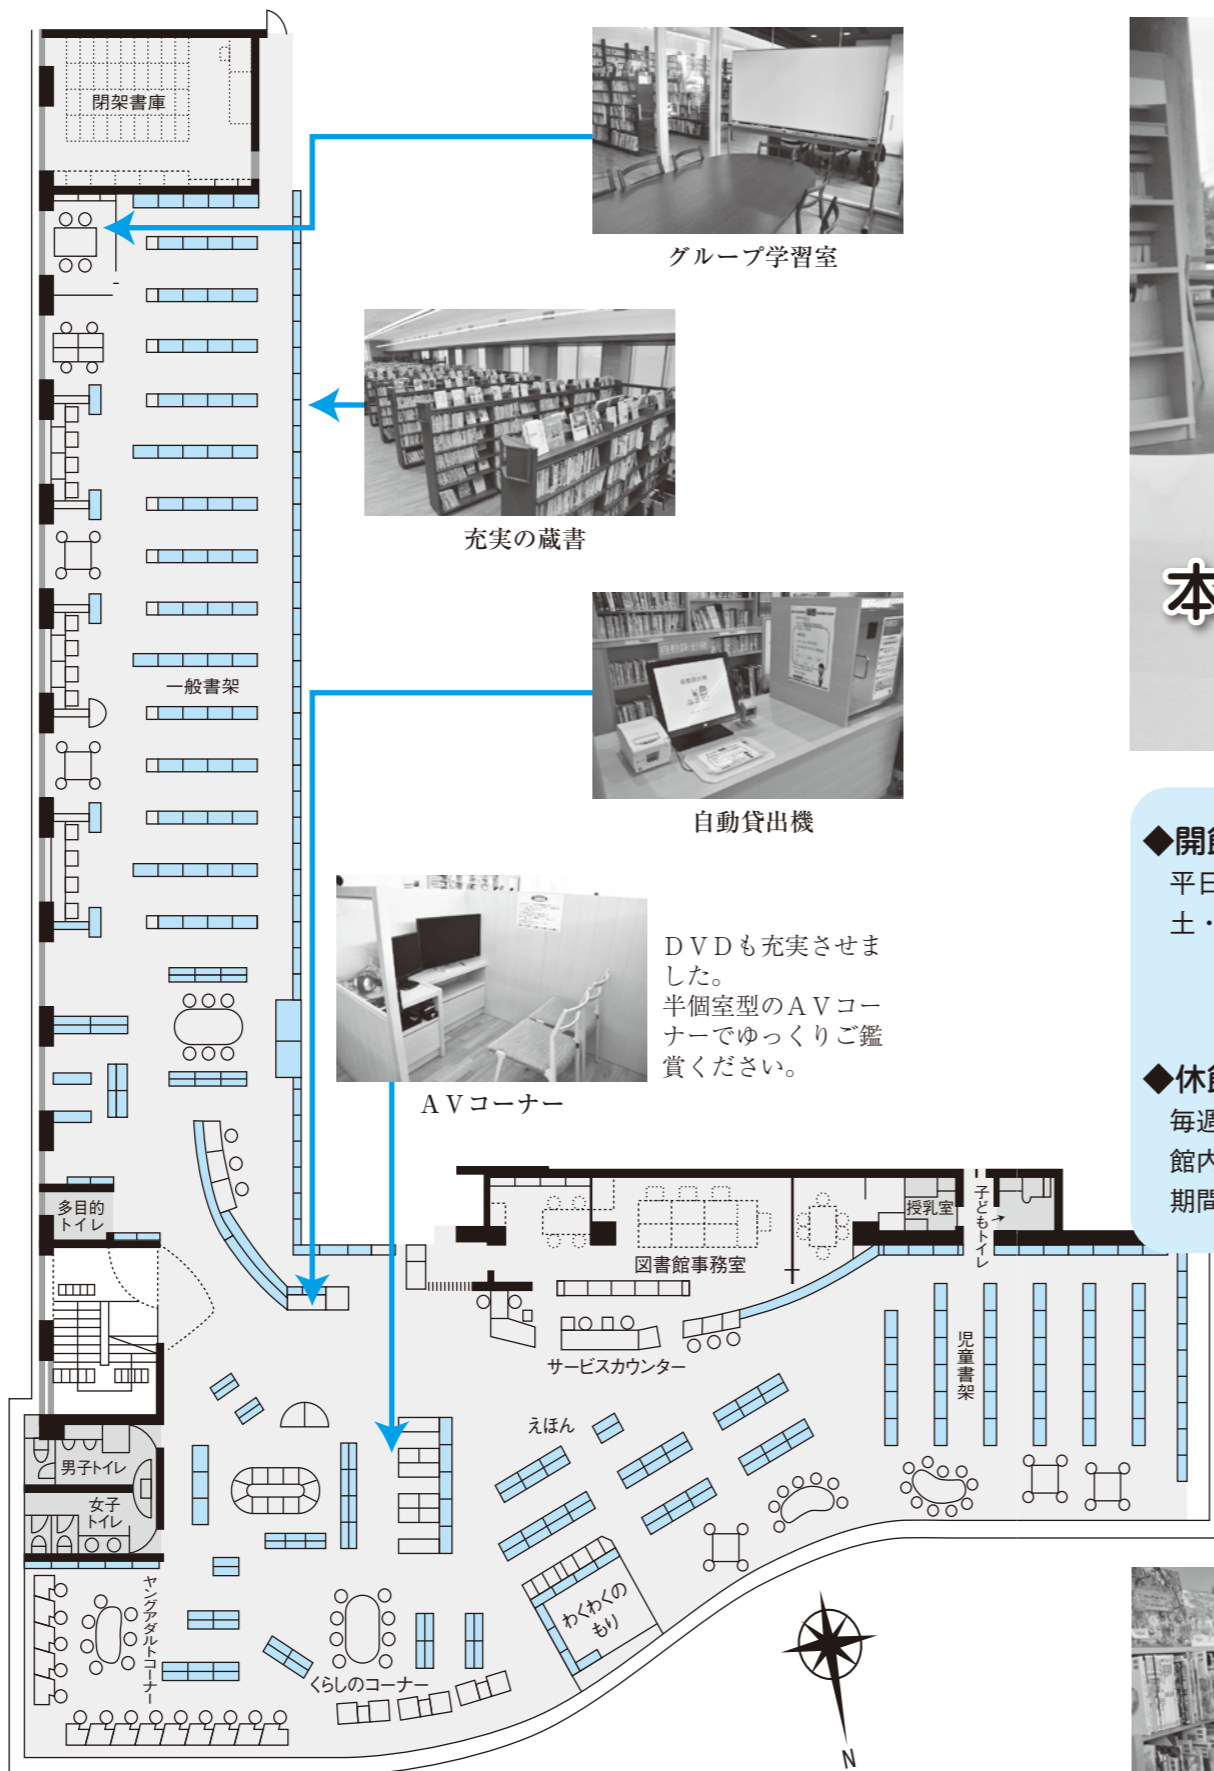 閉架書庫
グループ学習室
充実の蔵書
一般書架
自動貸出機
自動貸出機
DVDも充実させま
した。
半個室型のAVコー
ナーでゆっくりご鑑
賞ください。
AVコーナー
多目的
トイレ
図書館事務室
授乳室
子どもトイレ
サービスカウンター
児童書架
えほん
男子トイレ
女子
トイレ
ヤングアダルトコーナー
くらしのコーナー
わくわくの
もり
N
本
◆開館
平日
土・
◆休館
毎週
館内
期間